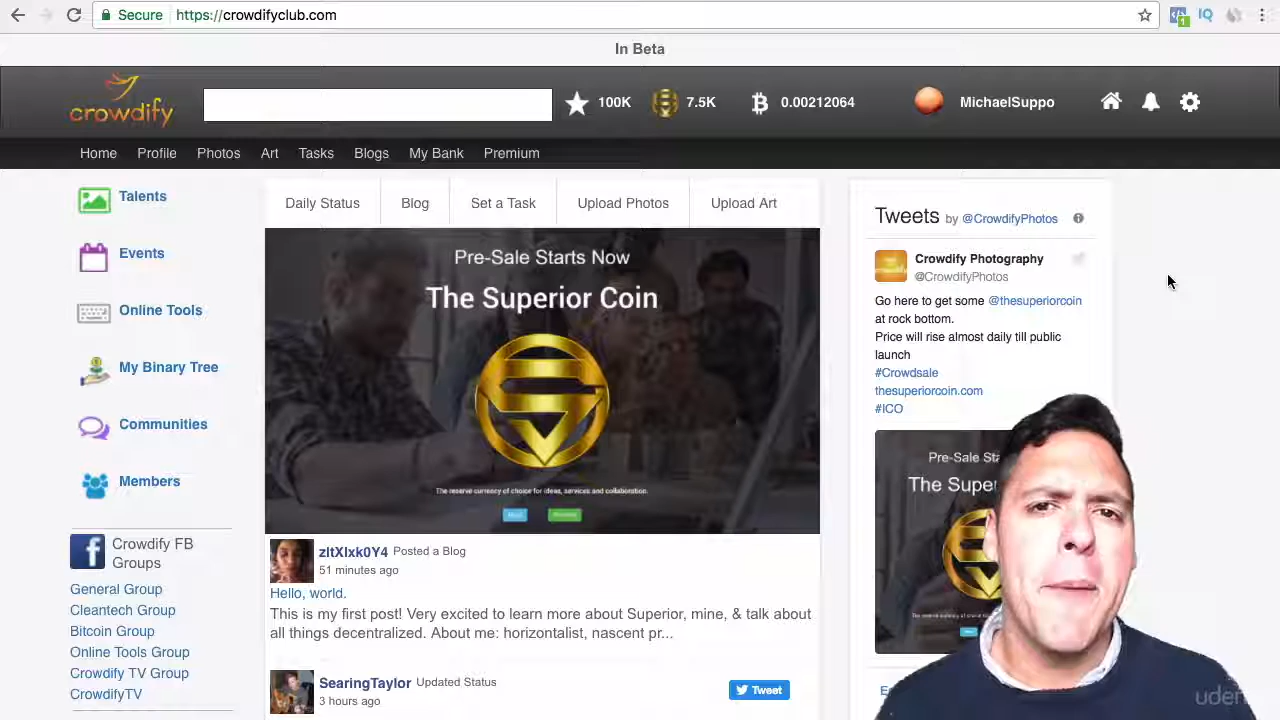 Secure https://crowdifyclub.com
1
In Beta
crowdify
100K 7.5K 0.00212064 MichaelSuppo
Home Profile Photos Art Tasks Blogs My Bank Premium
Talents
Events
Online Tools
My Binary Tree
Communities
Members
Crowdify FB
Groups
General Group
Cleantech Group
Bitcoin Group
Online Tools Group
Crowdify TV Group
CrowdifyTV
Daily Status Blog Set a Task Upload Photos Upload Art
Pre-Sale Starts Now
The Superior Coin
The reserve currency of choice for ideas, services and collaboration.
zItXIxk0Y4 Posted a Blog
51 minutes ago
Hello, world.
This is my first post! Very excited to learn more about Superior, mine, & talk about
all things decentralized. About me: horizontalist, nascent pr...
SearingTaylor Updated Status
3 hours ago
Tweet
Tweets by @CrowdifyPhotos
Crowdify Photography
@CrowdifyPhotos
Go here to get some @thesuperiorcoin
at rock bottom.
Price will rise almost daily till public
launch
#Crowdsale
thesuperiorcoin.com
#ICO
Pre-Sale Sta
The Super